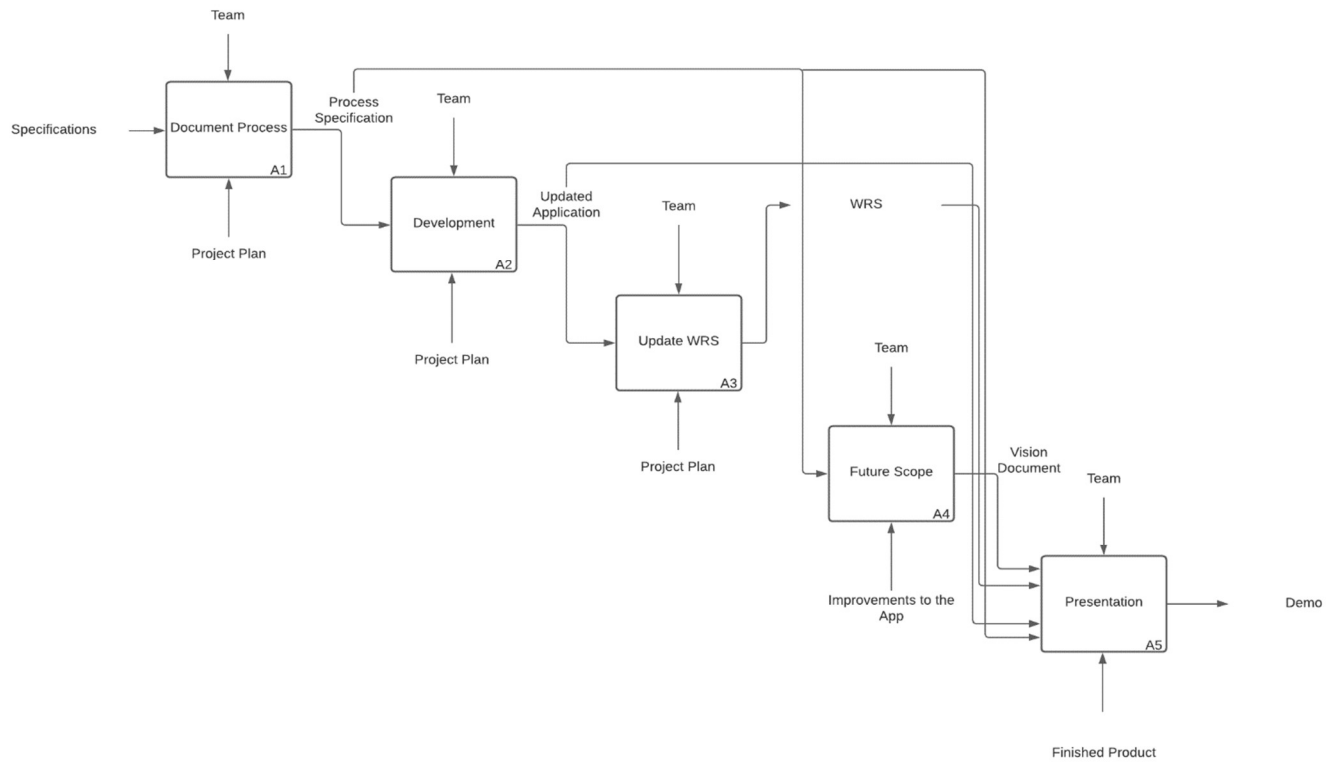 Team
Process
Specification
Team
Specifications
Document Process
A1
Updated
Application
Team
WRS
Project Plan
Development
A2
Update WRS
A3
Team
Project Plan
Vision
Document
Project Plan
Future Scope
A4
Team
Improvements to the
App
Presentation
A5
Demo
Finished Product